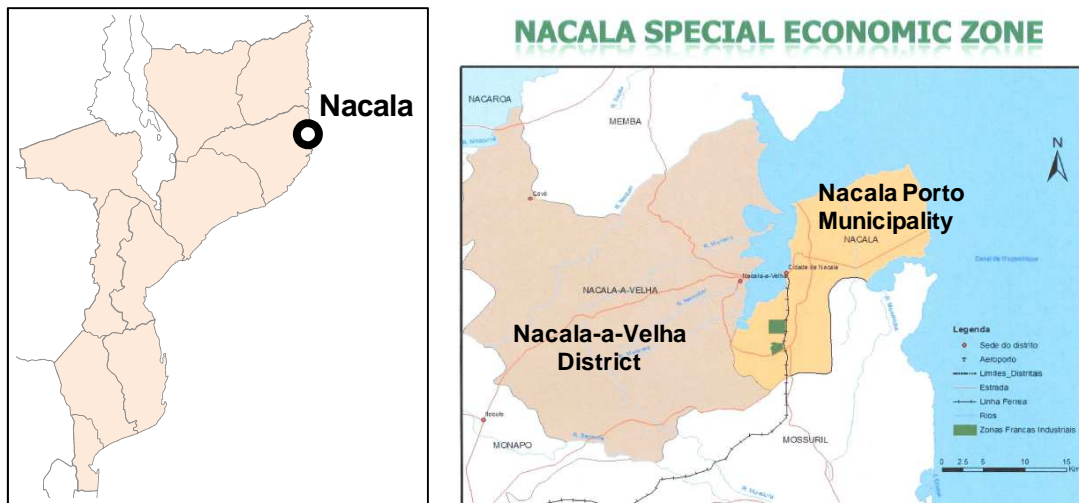 Nacala
NACALA SPECIAL ECONOMIC ZONE
NACAROA
MEMBA
N
Nacala Porto
Municipality
NACALA
Cidade de Nacala
Nacala-a-Velha
NACALA-A-VELHA
Nacala-a-Velha
District
MONAPO
MOSSURIL
Legenda
Sede do distrito
Aeroporto
Limites_Distritais
Estrada
Linha Ferrea
Rios
Zonas Francas Industriais
0 2.5 5 10 15
Km